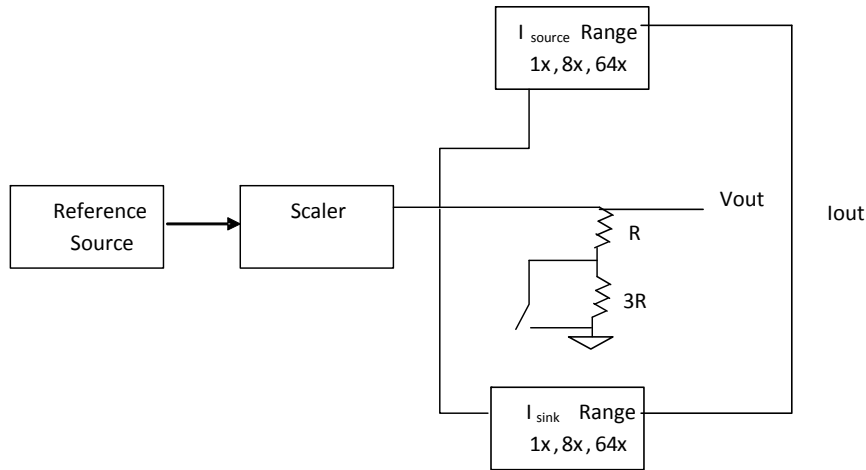 I source Range
1x, 8x, 64x
Reference
Source
Scaler
Vout
Iout
R
3R
I sink Range
1x, 8x, 64x